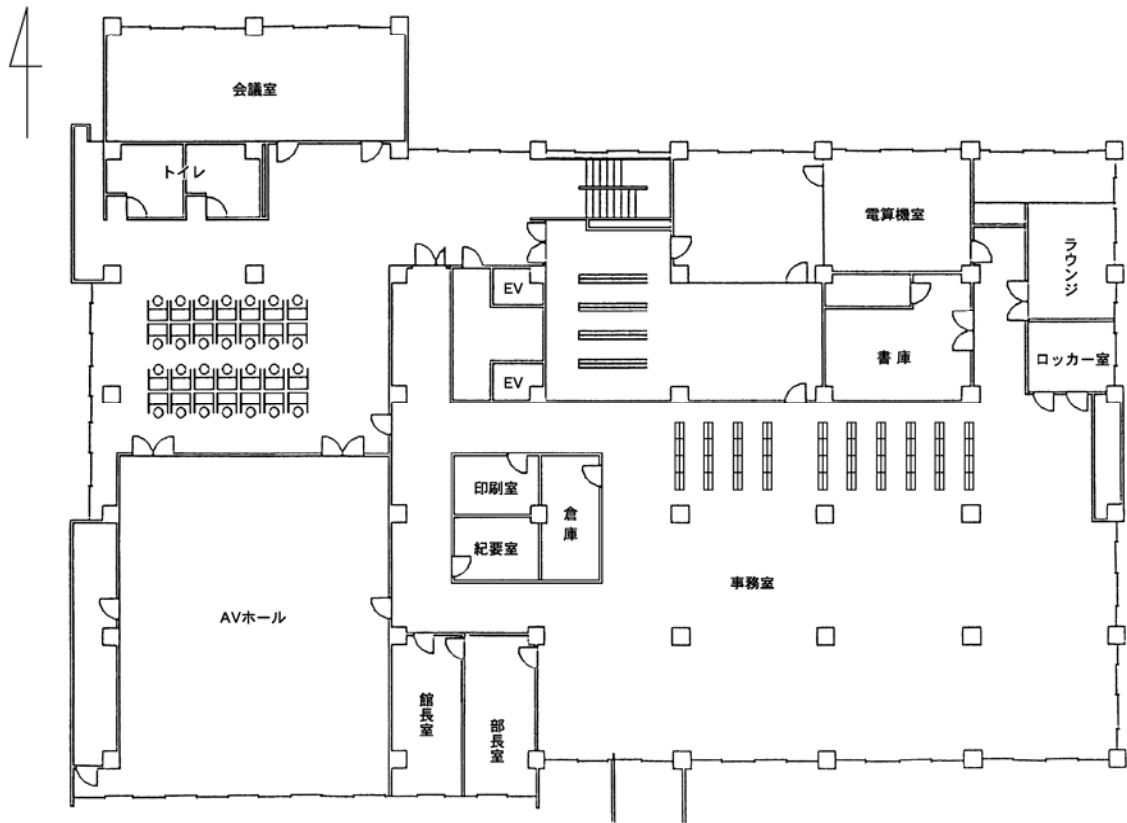 会議室
トイレ
電算機室
ラウンジ
EV
書庫
ロッカー室
EV
印刷室
倉庫
紀要室
事務室
AVホール
館長室
部長室